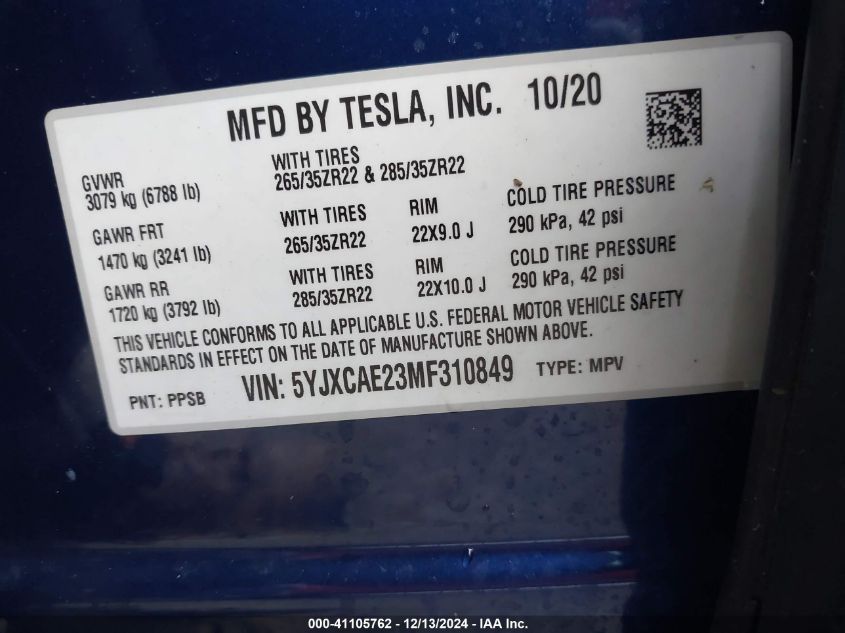 MFD BY TESLA, INC. 10/20
GVWR
3079 kg (6788 lb)
WITH TIRES
265/35ZR22 & 285/35ZR22
GAWR FRT
1470 kg (3241 lb)
WITH TIRES
265/35ZR22
RIM
22X9.0 J
COLD TIRE PRESSURE
290 kPa, 42 psi
GAWR RR
1720 kg (3792 lb)
WITH TIRES
285/35ZR22
RIM
22X10.0 J
COLD TIRE PRESSURE
290 kPa, 42 psi
THIS VEHICLE CONFORMS TO ALL APPLICABLE U.S. FEDERAL MOTOR VEHICLE SAFETY
STANDARDS IN EFFECT ON THE DATE OF MANUFACTURE SHOWN ABOVE.
PNT: PPSB VIN: 5YJXCAE23MF310849 TYPE: MPV
000-41105762 - 12/13/2024 - IAA Inc.